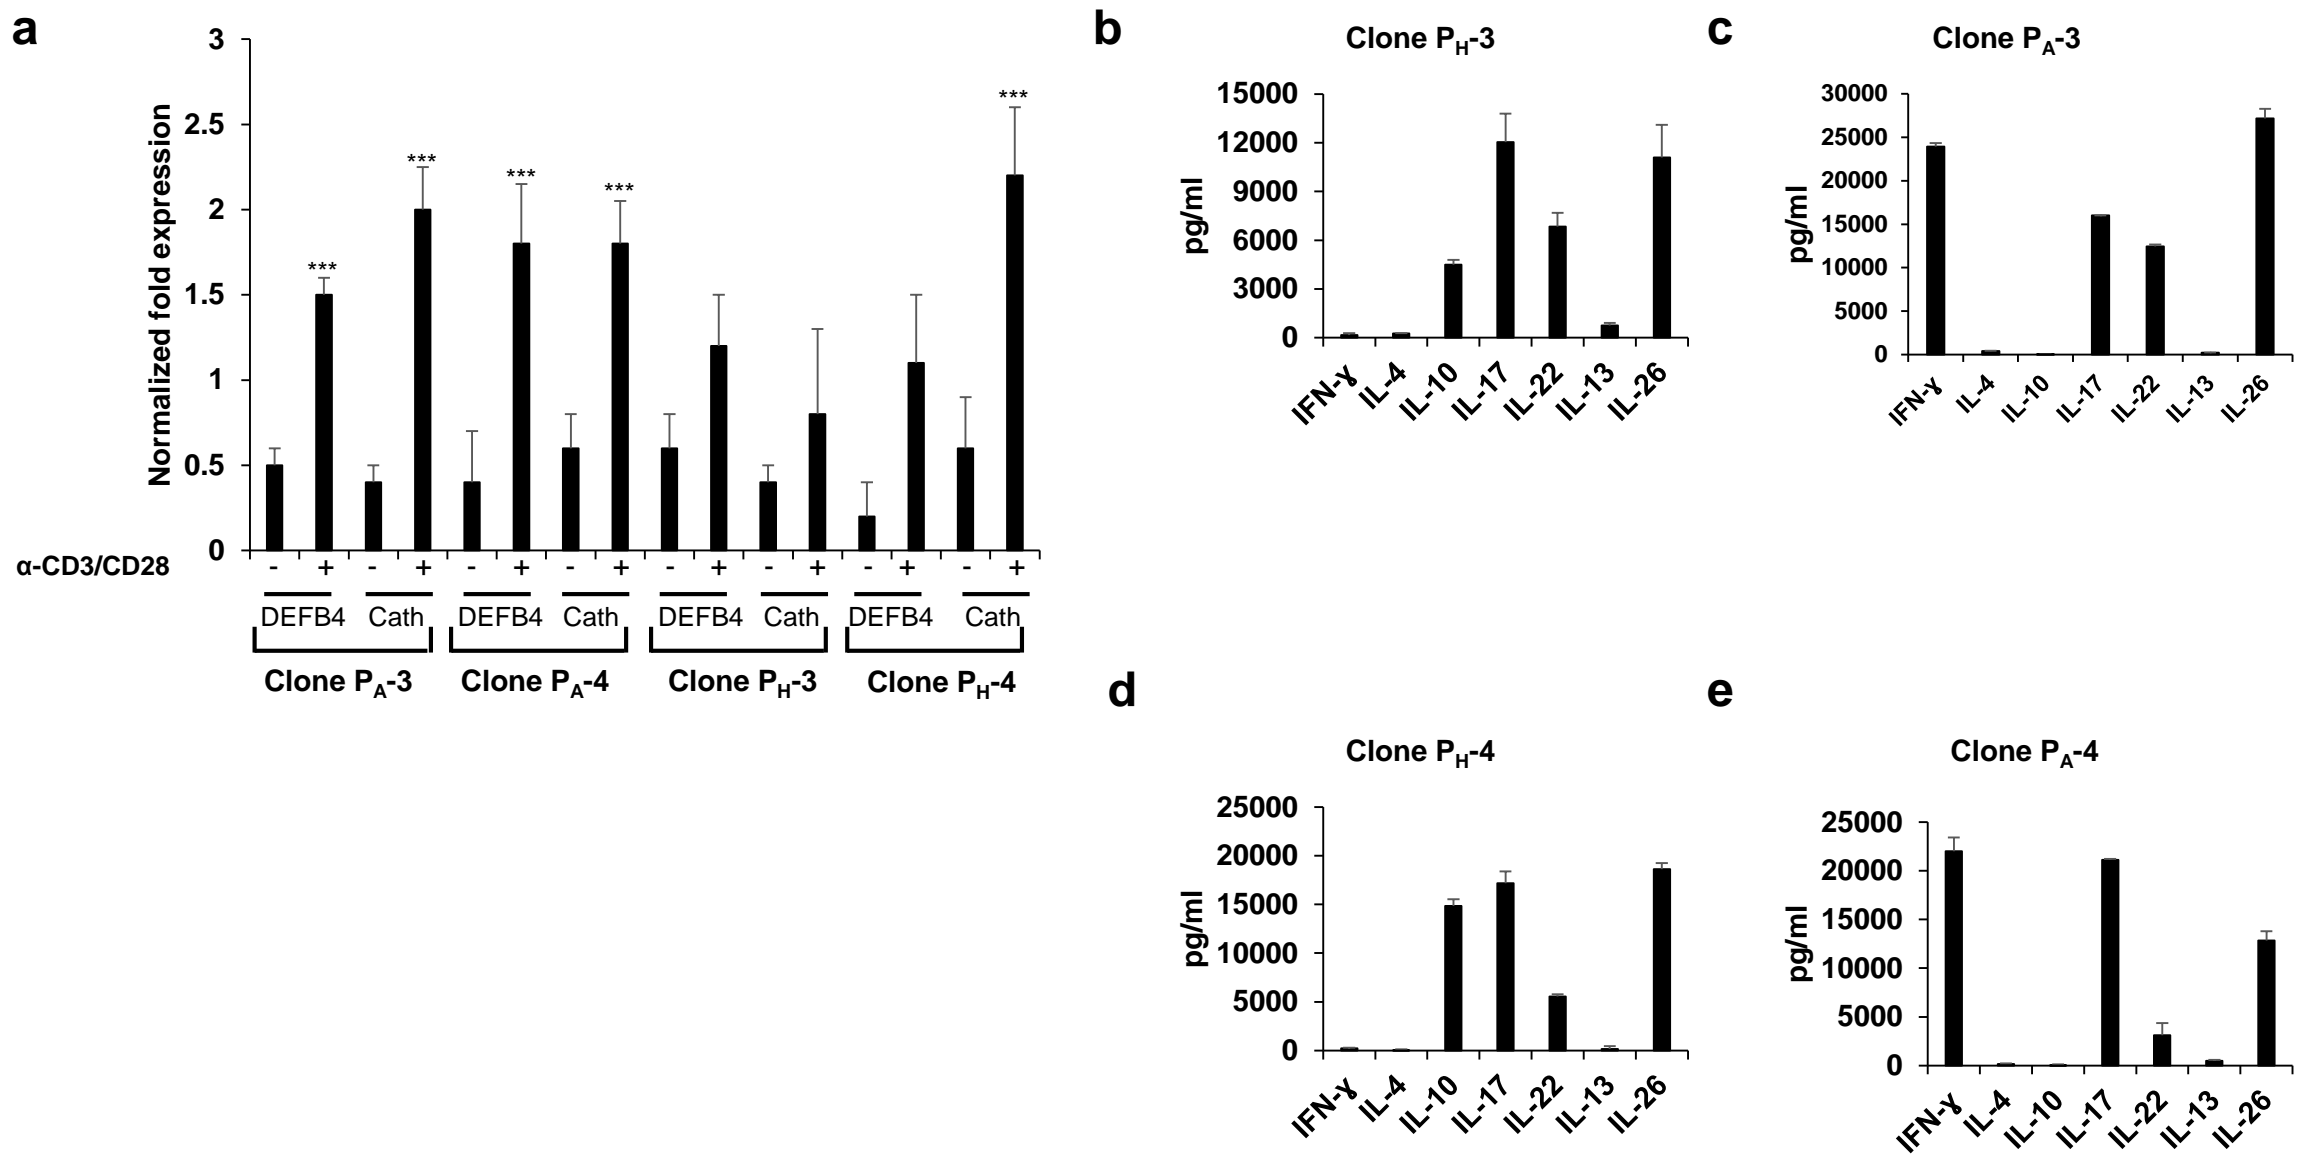 a
Normalized fold expression
3
2.5
2
1.5
1
0.5
0
*** *** *** *** ***
α-CD3/CD28 - + - + - + - + - + - + - + - +
DEFB4 Cath DEFB4 Cath DEFB4 Cath DEFB4 Cath
Clone PA-3 Clone PA-4 Clone PH-3 Clone PH-4
b
Clone PH-3
pg/ml
15000
12000
9000
6000
3000
0
IFN-ɣ IL-4 IL-10 IL-17 IL-22 IL-13 IL-26
c
Clone PA-3
pg/ml
30000
25000
20000
15000
10000
5000
0
IFN-ɣ IL-4 IL-10 IL-17 IL-22 IL-13 IL-26
d
Clone PH-4
pg/ml
25000
20000
15000
10000
5000
0
IFN-ɣ IL-4 IL-10 IL-17 IL-22 IL-13 IL-26
e
Clone PA-4
pg/ml
25000
20000
15000
10000
5000
0
IFN-ɣ IL-4 IL-10 IL-17 IL-22 IL-13 IL-26